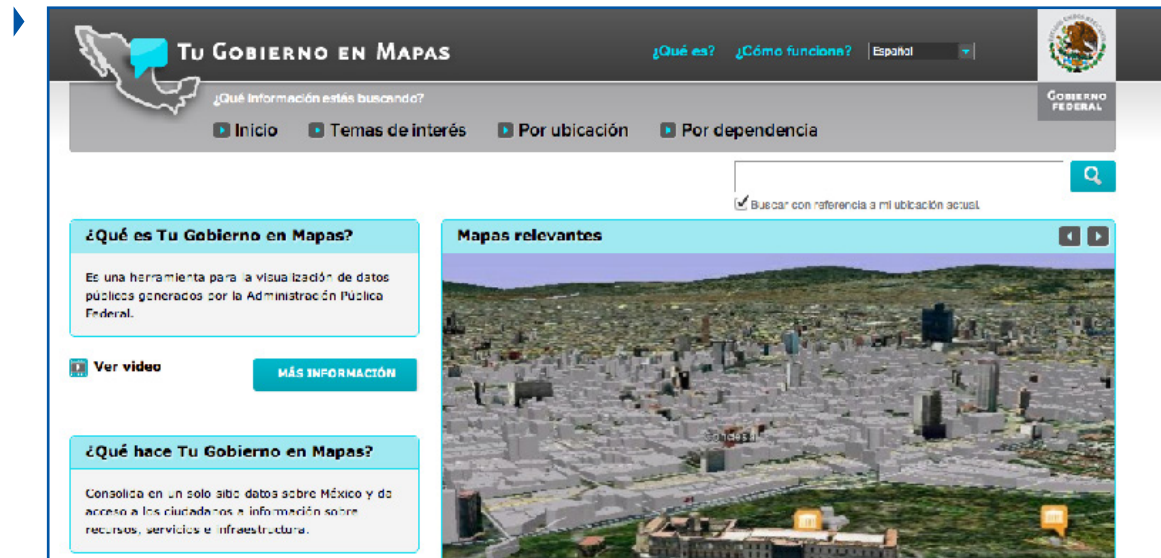 Tu Gobierno en Mapas
¿Qué es? ¿Cómo funciona? Español
Gobierno
Federal
¿Qué información estás buscando?
Inicio Temas de interés Por ubicación Por dependencia
Buscar con referencia a mi ubicación actual.
¿Qué es Tu Gobierno en Mapas?
Es una herramienta para la visualización de datos
públicos generados por la Administración Pública
Federal.
Ver video
MÁS INFORMACIÓN
¿Qué hace Tu Gobierno en Mapas?
Consolida en un solo sitio datos sobre México y da
acceso a los ciudadanos a información sobre
recursos, servicios e infraestructura.
Mapas relevantes